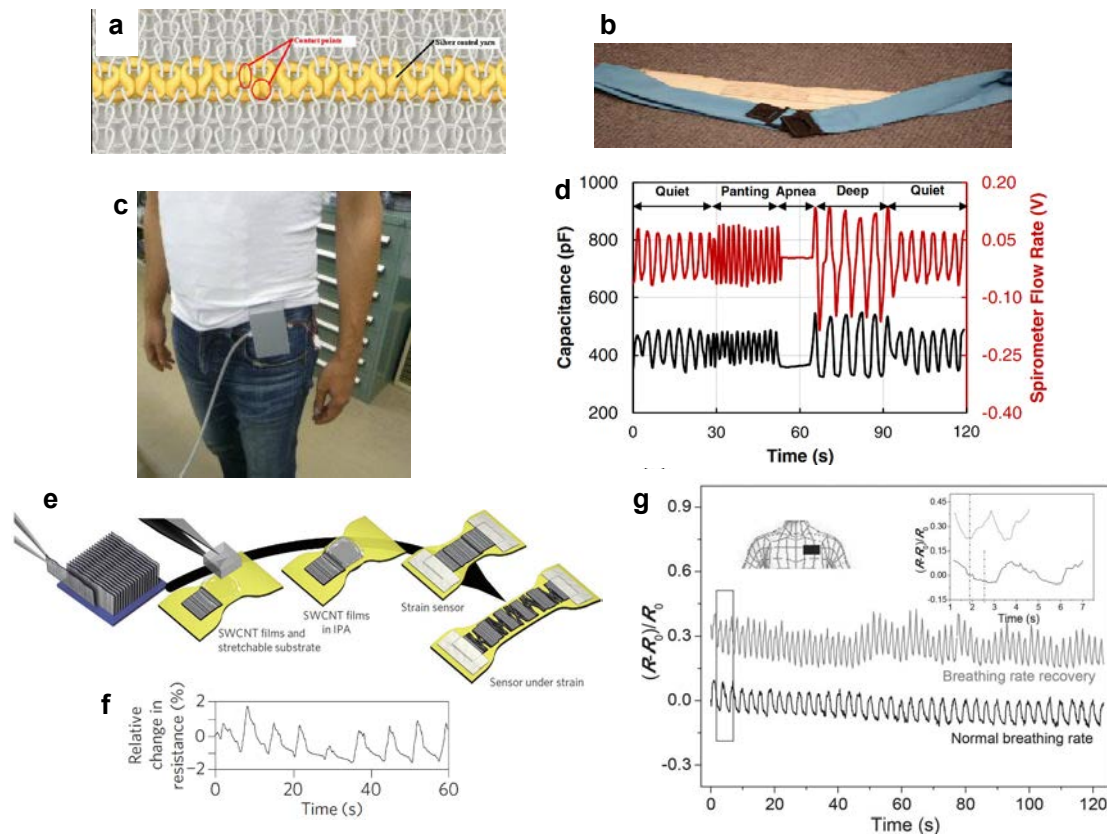 a
Contact points
Silver coated yarn
b
c
d
1000
800
600
400
200
Capacitance (pF)
Quiet
Panting
Apnea
Deep
Quiet
0.20
0.05
-0.10
-0.25
-0.40
Spirometer Flow Rate (V)
0
30
60
90
120
Time (s)
e
SWCNT films and
stretchable substrate
SWCNT films
in IPA
Strain sensor
Sensor under strain
f
Relative
change in
resistance (%)
2
0
−2
0
20
40
60
Time (s)
g
0.9
0.6
0.3
0.0
-0.3
(R-R₀)/R₀
0.45
0.30
0.15
0.00
-0.15
(R-R₀)/R₀
1
2
3
4
5
6
7
Time (s)
Breathing rate recovery
Normal breathing rate
0
20
40
60
80
100
120
Time (s)